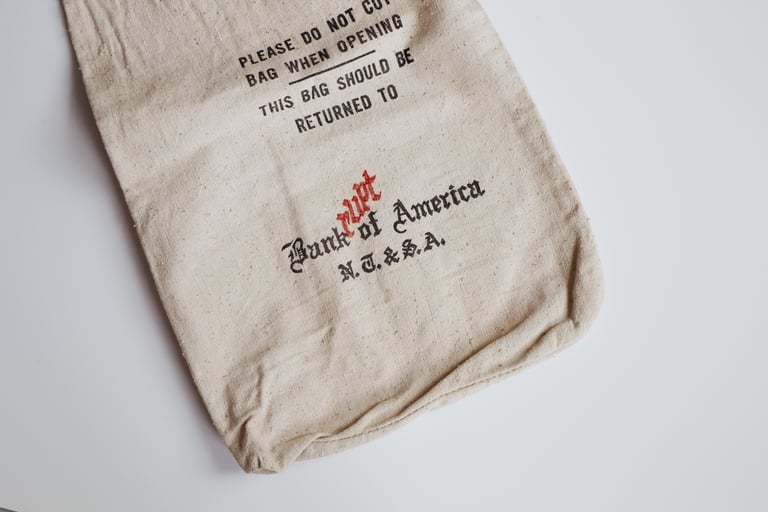 PLEASE DO NOT CUT
BAG WHEN OPENING
THIS BAG SHOULD BE
RETURNED TO
rupt
Bank of America
N.T.&S.A.